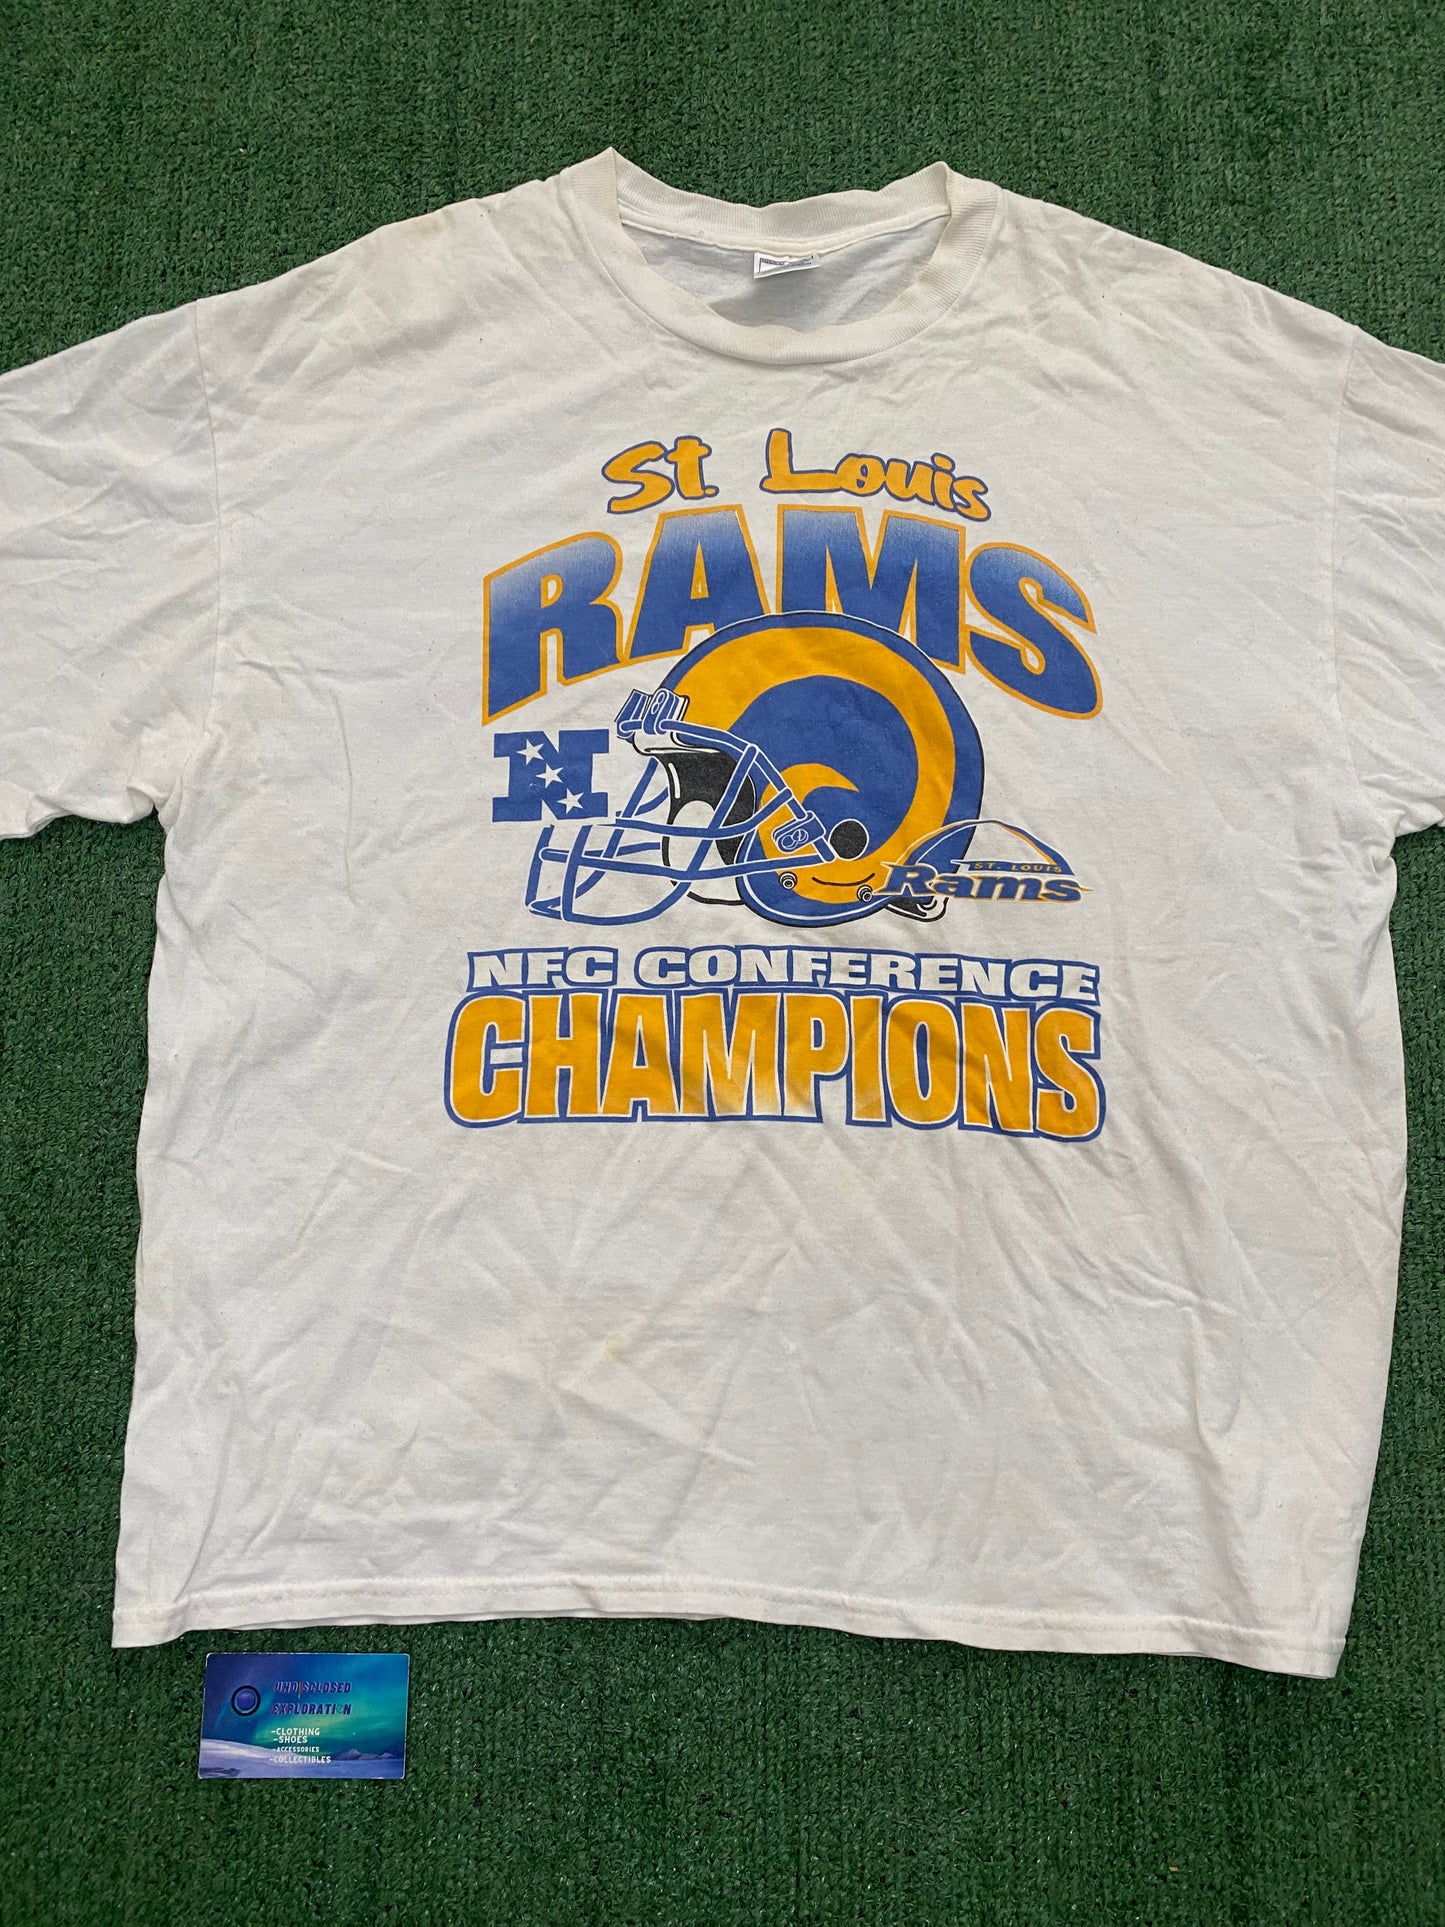 St. Louis
RAMS
N
ST. LOUIS
Rams
NFC CONFERENCE
CHAMPIONS
UNDISCLOSED
EXPLORATION
-CLOTHING
-SHOES
-ACCESSORIES
-COLLECTIBLES